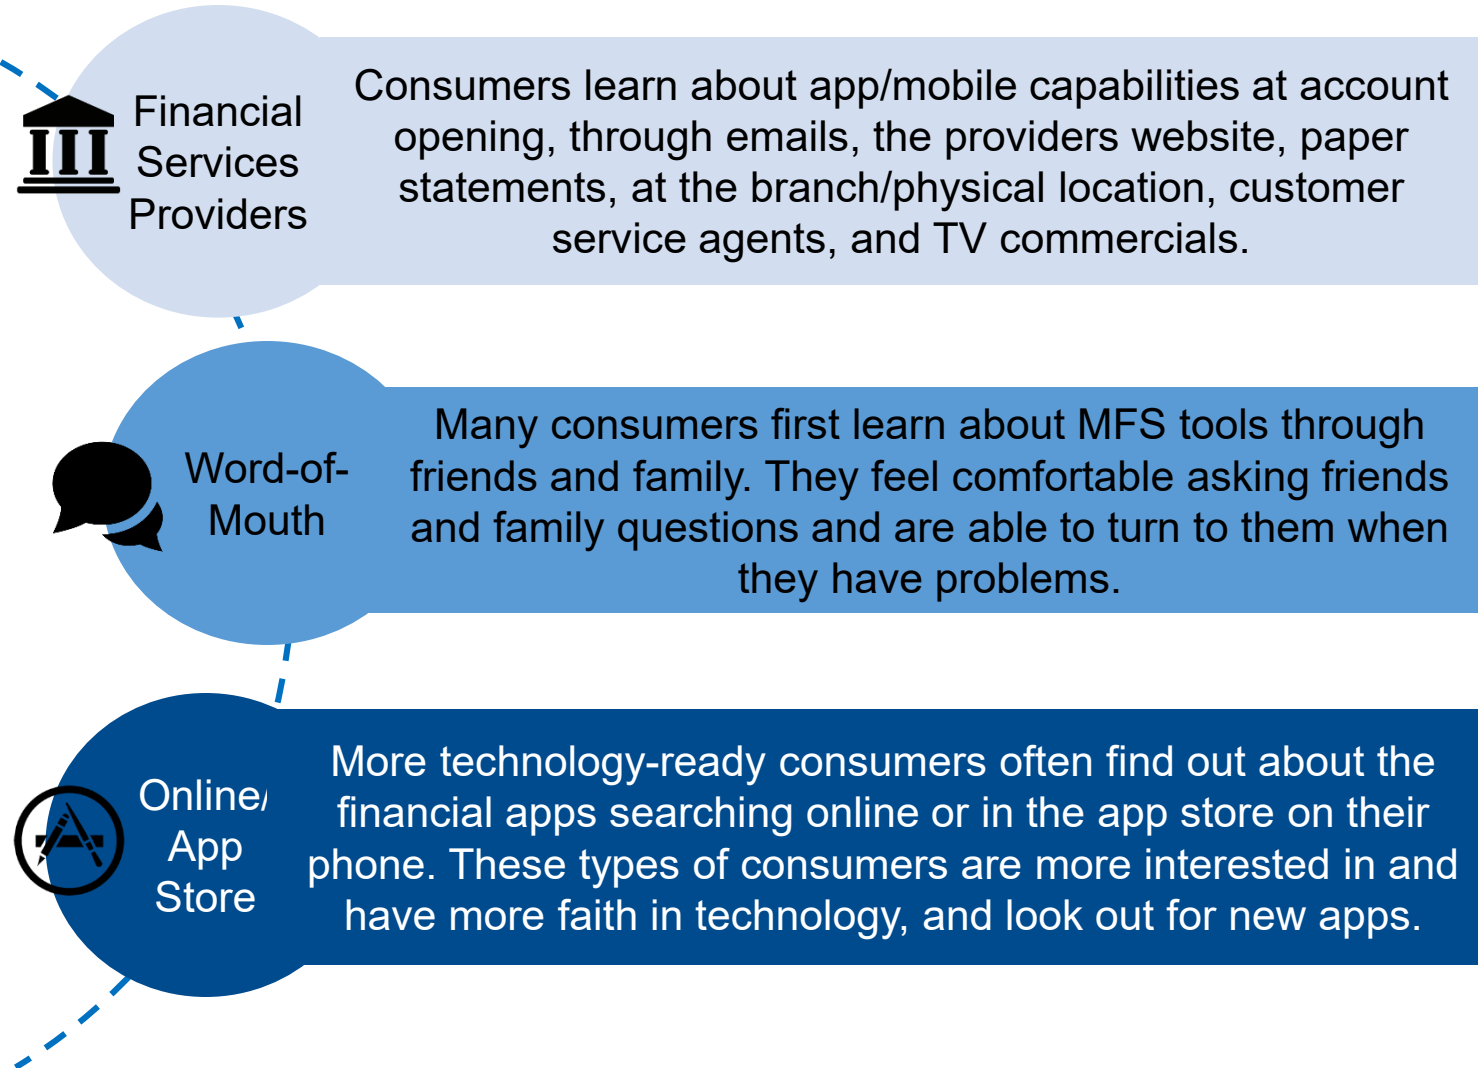 Financial
Services
Providers
Consumers learn about app/mobile capabilities at account
opening, through emails, the providers website, paper
statements, at the branch/physical location, customer
service agents, and TV commercials.
Word-of-
Mouth
Many consumers first learn about MFS tools through
friends and family. They feel comfortable asking friends
and family questions and are able to turn to them when
they have problems.
Online/
App
Store
More technology-ready consumers often find out about the
financial apps searching online or in the app store on their
phone. These types of consumers are more interested in and
have more faith in technology, and look out for new apps.